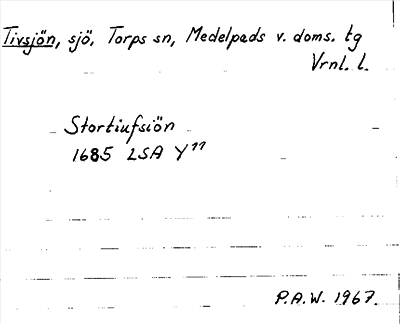 Tivsjön, sjö, Torps sn, Medelpads v. doms. tg
Vrnl. l.
Stortiufsiön
1685 LSA Y¹¹
P.A.W. 1967.